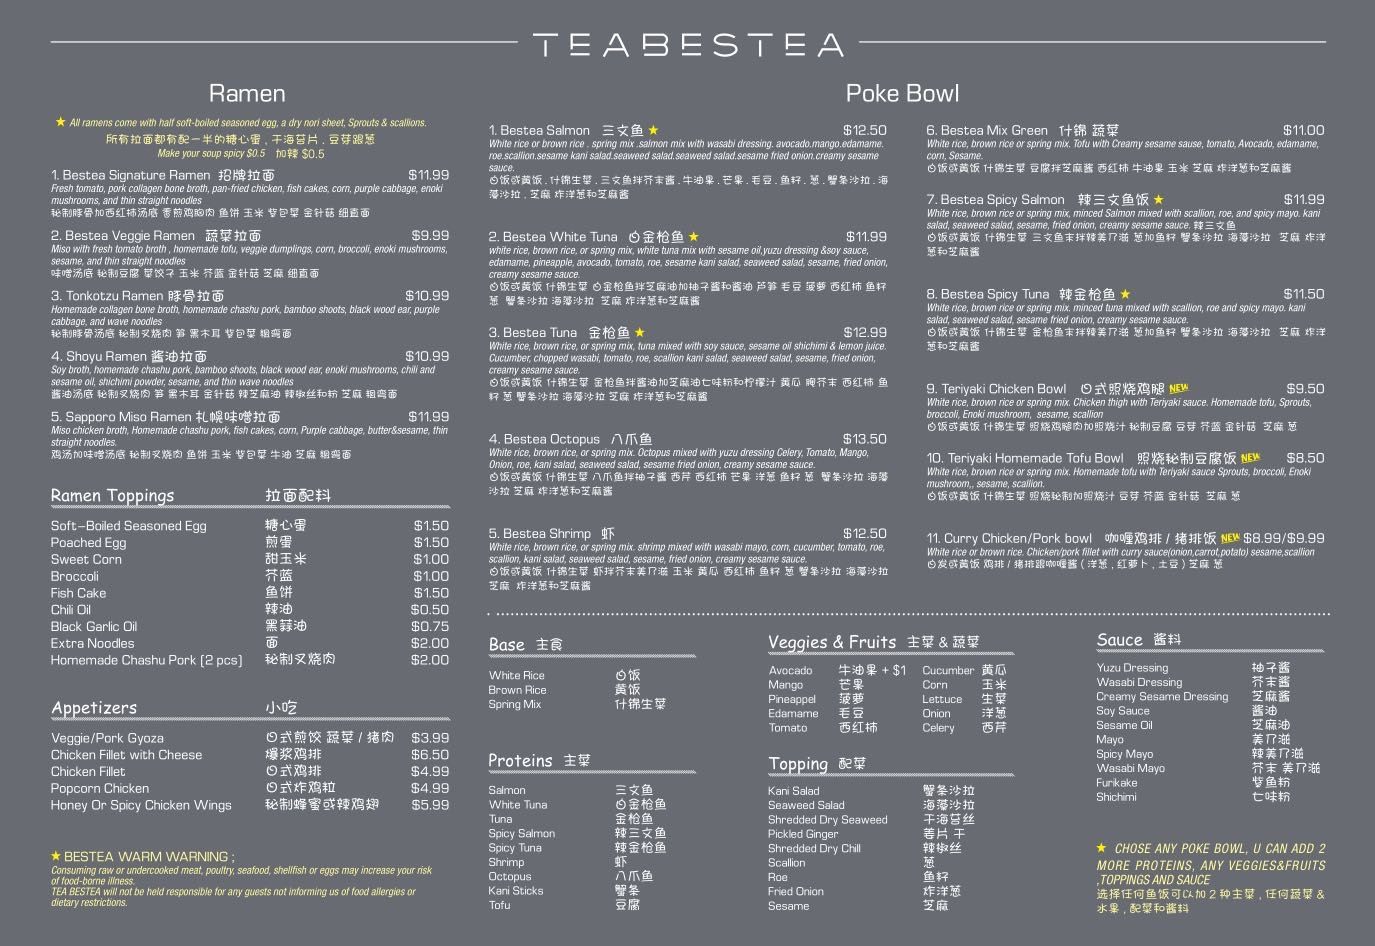 TEABESTEA
Ramen
★ All ramens come with half soft-boiled seasoned egg, a dry nori sheet, Sprouts & scallions.
所有拉面都有配一半的糖心蛋 , 干海苔片 , 豆芽跟葱
Make your soup spicy $0.5 加辣 $0.5
1. Bestea Signature Ramen 招牌拉面 $11.99
Fresh tomato, pork collagen bone broth, pan-fried chicken, fish cakes, corn, purple cabbage, enoki
mushrooms, and thin straight noodles
秘制豚骨加西红柿汤底 香煎鸡胸肉 鱼饼 玉米 紫包菜 金针菇 细直面
2. Bestea Veggie Ramen 蔬菜拉面 $9.99
Miso with fresh tomato broth , homemade tofu, veggie dumplings, corn, broccoli, enoki mushrooms,
sesame, and thin straight noodles
味噌汤底 秘制豆腐 菜饺子 玉米 芥蓝 金针菇 芝麻 细直面
3. Tonkotzu Ramen 豚骨拉面 $10.99
Homemade collagen bone broth, homemade chashu pork, bamboo shoots, black wood ear, purple
cabbage, and wave noodles
秘制豚骨汤底 秘制叉烧肉 笋 黑木耳 紫包菜 粗弯面
4. Shoyu Ramen 酱油拉面 $10.99
Soy broth, homemade chashu pork, bamboo shoots, black wood ear, enoki mushrooms, chili and
sesame oil, shichimi powder, sesame, and thin wave noodles
酱油汤底 秘制叉烧肉 笋 黑木耳 金针菇 辣芝麻油 辣椒丝和粉 芝麻 粗弯面
5. Sapporo Miso Ramen 札幌味噌拉面 $11.99
Miso chicken broth, Homemade chashu pork, fish cakes, corn, Purple cabbage, butter&sesame, thin
straight noodles.
鸡汤加味噌汤底 秘制叉烧肉 鱼饼 玉米 紫包菜 牛油 芝麻 粗弯面
Ramen Toppings 拉面配料
Soft-Boiled Seasoned Egg 糖心蛋 $1.50
Poached Egg 煎蛋 $1.50
Sweet Corn 甜玉米 $1.00
Broccoli 芥蓝 $1.00
Fish Cake 鱼饼 $1.50
Chili Oil 辣油 $0.50
Black Garlic Oil 黑蒜油 $0.75
Extra Noodles 面 $2.00
Homemade Chashu Pork [2 pcs] 秘制叉烧肉 $2.00
Appetizers 小吃
Veggie/Pork Gyoza 日式煎饺 蔬菜 / 猪肉 $3.99
Chicken Fillet with Cheese 爆浆鸡排 $6.50
Chicken Fillet 日式鸡排 $4.99
Popcorn Chicken 日式炸鸡粒 $4.99
Honey Or Spicy Chicken Wings 秘制蜂蜜或辣鸡翅 $5.99
★ BESTEA WARM WARNING ;
Consuming raw or undercooked meat, poultry, seafood, shellfish or eggs may increase your risk
of food-borne illness.
TEA BESTEA will not be held responsible for any guests not informing us of food allergies or
dietary restrictions.
Poke Bowl
1. Bestea Salmon 三文鱼 ★ $12.50
White rice or brown rice . spring mix .salmon mix with wasabi dressing. avocado.mango.edamame.
roe.scallion.sesame kani salad.seaweed salad.seaweed salad.sesame fried onion.creamy sesame
sauce.
白饭或黄饭 . 什锦生菜 . 三文鱼拌芥末酱 . 牛油果 . 芒果 . 毛豆 . 鱼籽 . 葱 . 蟹条沙拉 . 海
藻沙拉 . 芝麻 炸洋葱和芝麻酱
2. Bestea White Tuna 白金枪鱼 ★ $11.99
white rice, brown rice, or spring mix, white tuna mix with sesame oil,yuzu dressing &soy sauce,
edamame, pineapple, avocado, tomato, roe, sesame kani salad, seaweed salad, sesame, fried onion,
creamy sesame sauce.
白饭或黄饭 什锦生菜 白金枪鱼拌芝麻油加柚子酱和酱油 芦笋 毛豆 菠萝 西红柿 鱼籽
葱 蟹条沙拉 海藻沙拉 芝麻 炸洋葱和芝麻酱
3. Bestea Tuna 金枪鱼 ★ $12.99
White rice, brown rice, or spring mix, tuna mixed with soy sauce, sesame oil shichimi & lemon juice.
Cucumber, chopped wasabi, tomato, roe, scallion kani salad, seaweed salad, sesame, fried onion,
creamy sesame sauce.
白饭或黄饭 什锦生菜 金枪鱼拌酱油加芝麻油七味粉和柠檬汁 黄瓜 腌芥末 西红柿 鱼
籽 葱 蟹条沙拉 海藻沙拉 芝麻 炸洋葱和芝麻酱
4. Bestea Octopus 八爪鱼 $13.50
White rice, brown rice, or spring mix. Octopus mixed with yuzu dressing Celery, Tomato, Mango,
Onion, roe, kani salad, seaweed salad, sesame fried onion, creamy sesame sauce.
白饭或黄饭 什锦生菜 八爪鱼拌柚子酱 西芹 西红柿 芒果 洋葱 鱼籽 葱 蟹条沙拉 海藻
沙拉 芝麻 炸洋葱和芝麻酱
5. Bestea Shrimp 虾 $12.50
White rice, brown rice, or spring mix. shrimp mixed with wasabi mayo, corn, cucumber, tomato, roe,
scallion, kani salad, seaweed salad, sesame, fried onion, creamy sesame sauce.
白饭或黄饭 什锦生菜 虾拌芥末美乃滋 玉米 黄瓜 西红柿 鱼籽 葱 蟹条沙拉 海藻沙拉
芝麻 炸洋葱和芝麻酱
6. Bestea Mix Green 什锦 蔬菜 $11.00
White rice, brown rice or spring mix. Tofu with Creamy sesame sause, tomato, Avocado, edamame,
corn, Sesame.
白饭或黄饭 什锦生菜 豆腐拌芝麻酱 西红柿 牛油果 玉米 芝麻 炸洋葱和芝麻酱
7. Bestea Spicy Salmon 辣三文鱼饭 ★ $11.99
White rice, brown rice or spring mix, minced Salmon mixed with scallion, roe, and spicy mayo. kani
salad, seaweed salad, sesame, fried onion, creamy sesame sauce. 辣三文鱼
白饭或黄饭 什锦生菜 三文鱼末拌辣美乃滋 葱加鱼籽 蟹条沙拉 海藻沙拉 芝麻 炸洋
葱和芝麻酱
8. Bestea Spicy Tuna 辣金枪鱼 ★ $11.50
White rice, brown rice or spring mix. minced tuna mixed with scallion, roe and spicy mayo. kani
salad, seaweed salad, sesame fried onion, creamy sesame sauce.
白饭或黄饭 什锦生菜 金枪鱼末拌辣美乃滋 葱加鱼籽 蟹条沙拉 海藻沙拉 芝麻 炸洋
葱和芝麻酱
9. Teriyaki Chicken Bowl 日式照烧鸡腿 NEW $9.50
White rice, brown rice or spring mix. Chicken thigh with Teriyaki sauce. Homemade tofu, Sprouts,
broccoli, Enoki mushroom, sesame, scallion
白饭或黄饭 什锦生菜 照烧鸡腿肉加照烧汁 秘制豆腐 豆芽 芥蓝 金针菇 芝麻 葱
10. Teriyaki Homemade Tofu Bowl 照烧秘制豆腐饭 NEW $8.50
White rice, brown rice or spring mix. Homemade tofu with Teriyaki sauce Sprouts, broccoli, Enoki
mushroom,, sesame, scallion.
白饭或黄饭 什锦生菜 照烧秘制加照烧汁 豆芽 芥蓝 金针菇 芝麻 葱
11. Curry Chicken/Pork bowl 咖喱鸡排 / 猪排饭 NEW $8.99/$9.99
White rice or brown rice. Chicken/pork fillet with curry sauce(onion,carrot,potato) sesame,scallion
白发或黄饭 鸡排 / 猪排跟咖喱酱 ( 洋葱 , 红萝卜 , 土豆 ) 芝麻 葱
Base 主食
White Rice 白饭
Brown Rice 黄饭
Spring Mix 什锦生菜
Proteins 主菜
Salmon 三文鱼
White Tuna 白金枪鱼
Tuna 金枪鱼
Spicy Salmon 辣三文鱼
Spicy Tuna 辣金枪鱼
Shrimp 虾
Octopus 八爪鱼
Kani Sticks 蟹条
Tofu 豆腐
Veggies & Fruits 主菜 & 蔬菜
Avocado 牛油果 + $1 Cucumber 黄瓜
Mango 芒果 Corn 玉米
Pineappel 菠萝 Lettuce 生菜
Edamame 毛豆 Onion 洋葱
Tomato 西红柿 Celery 西芹
Topping 配菜
Kani Salad 蟹条沙拉
Seaweed Salad 海藻沙拉
Shredded Dry Seaweed 干海苔丝
Pickled Ginger 姜片 干
Shredded Dry Chill 辣椒丝
Scallion 葱
Roe 鱼籽
Fried Onion 炸洋葱
Sesame 芝麻
Sauce 酱料
Yuzu Dressing 柚子酱
Wasabi Dressing 芥末酱
Creamy Sesame Dressing 芝麻酱
Soy Sauce 酱油
Sesame Oil 芝麻油
Mayo 美乃滋
Spicy Mayo 辣美乃滋
Wasabi Mayo 芥末 美乃滋
Furikake 紫鱼粉
Shichimi 七味粉
★ CHOSE ANY POKE BOWL, U CAN ADD 2
MORE PROTEINS, ANY VEGGIES&FRUITS
,TOPPINGS AND SAUCE
选择任何鱼饭可以加 2 种主菜 , 任何蔬菜 &
水果 , 配菜和酱料